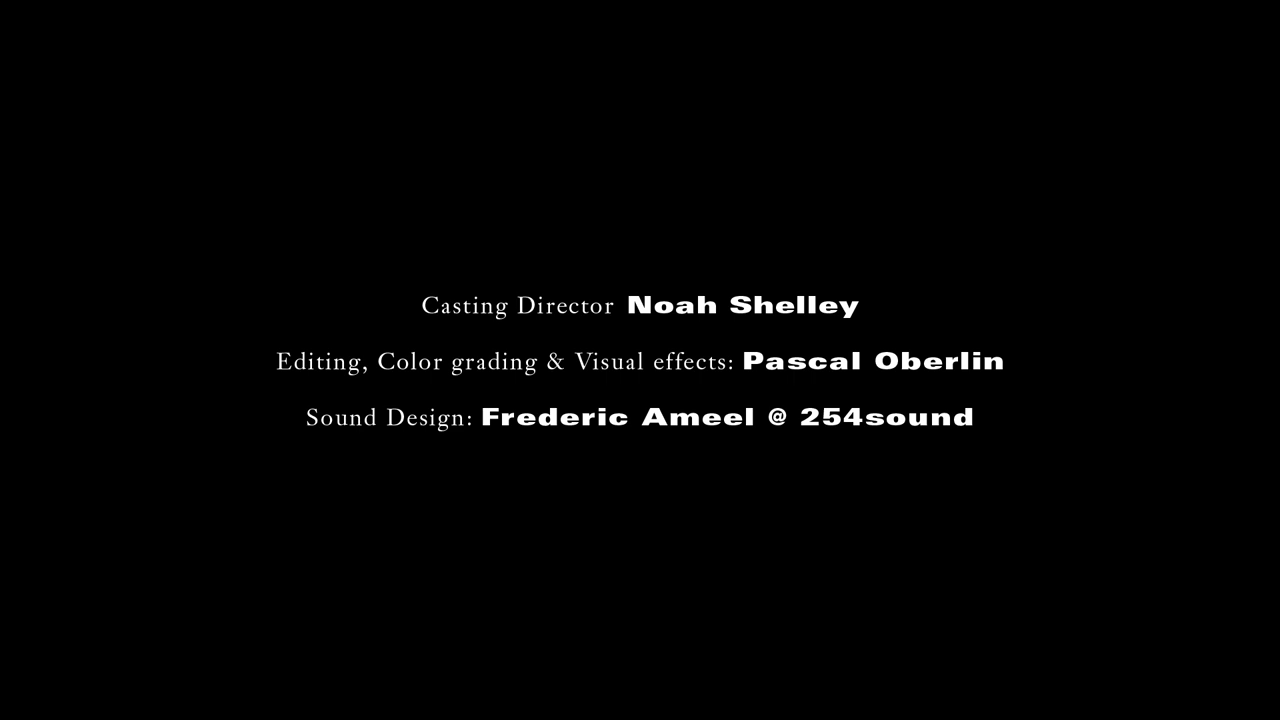 Casting Director Noah Shelley
Editing, Color grading & Visual effects: Pascal Oberlin
Sound Design: Frederic Ameel @ 254sound